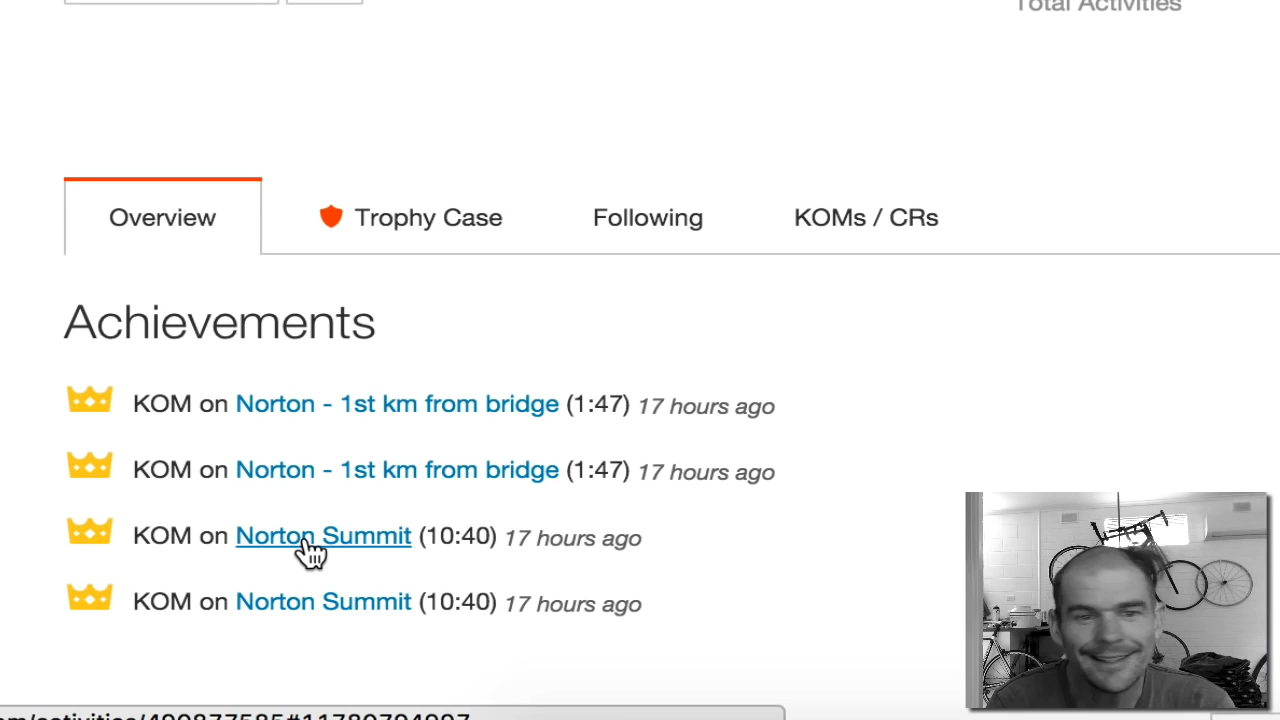 Total Activities
Overview
Trophy Case
Following
KOMs / CRs
Achievements
KOM on Norton - 1st km from bridge (1:47) 17 hours ago
KOM on Norton - 1st km from bridge (1:47) 17 hours ago
KOM on Norton Summit (10:40) 17 hours ago
KOM on Norton Summit (10:40) 17 hours ago